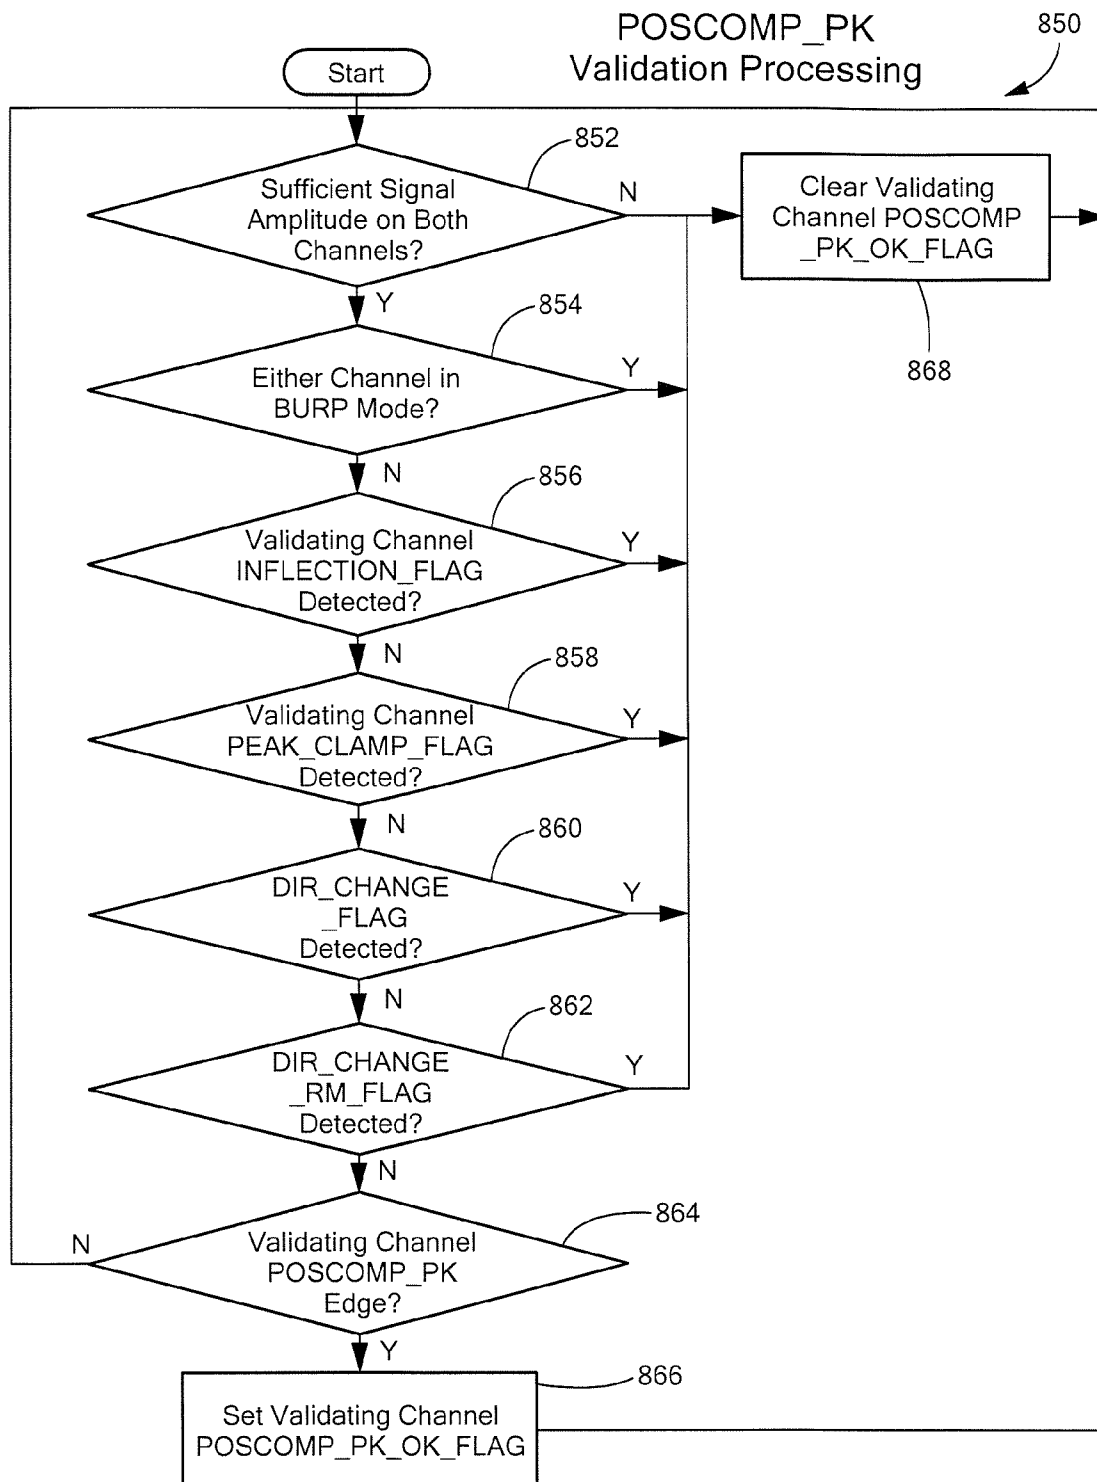 POSCOMP_PK
Validation Processing
850
Start
852
Sufficient Signal
Amplitude on Both
Channels?
N
Clear Validating
Channel POSCOMP
_PK_OK_FLAG
868
Y
854
Either Channel in
BURP Mode?
Y
N
856
Validating Channel
INFLECTION_FLAG
Detected?
Y
N
858
Validating Channel
PEAK_CLAMP_FLAG
Detected?
Y
N
860
DIR_CHANGE
_FLAG
Detected?
Y
N
862
DIR_CHANGE
_RM_FLAG
Detected?
Y
N
864
Validating Channel
POSCOMP_PK
Edge?
N
Y
866
Set Validating Channel
POSCOMP_PK_OK_FLAG